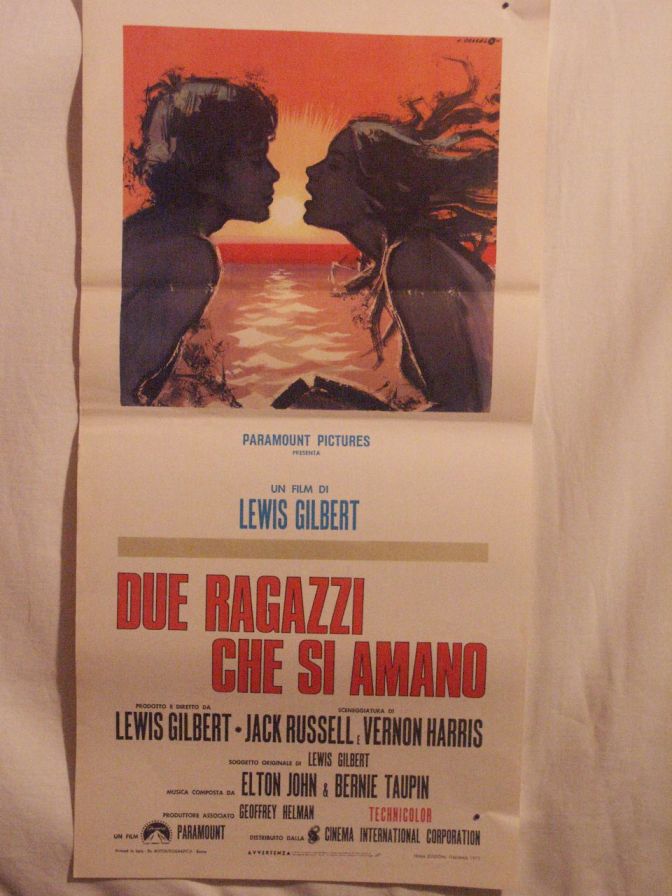 PARAMOUNT PICTURES
PRESENTA
UN FILM DI
LEWIS GILBERT
DUE RAGAZZI
CHE SI AMANO
PRODOTTO E DIRETTO DA SCENEGGIATURA DI
LEWIS GILBERT • JACK RUSSELL E VERNON HARRIS
SOGGETTO ORIGINALE DI LEWIS GILBERT
MUSICA COMPOSTA DA ELTON JOHN & BERNIE TAUPIN
PRODUTTORE ASSOCIATO GEOFFREY HELMAN TECHNICOLOR
UN FILM PARAMOUNT DISTRIBUITO DALLA CINEMA INTERNATIONAL CORPORATION
AVVERTENZA